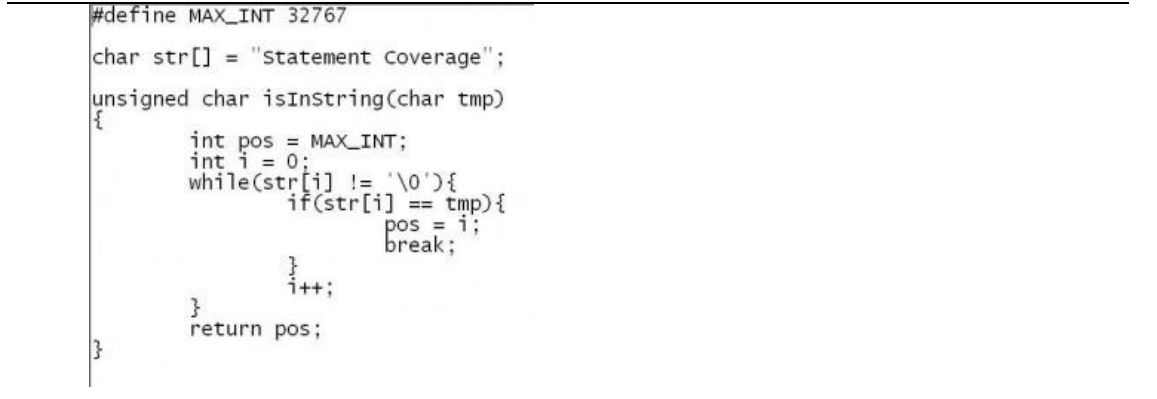 #define MAX_INT 32767
char str[] = "Statement Coverage";
unsigned char isInString(char tmp)
{
int pos = MAX_INT;
int i = 0;
while(str[i] != '\0'){
if(str[i] == tmp){
pos = i;
break;
}
i++;
}
return pos;
}